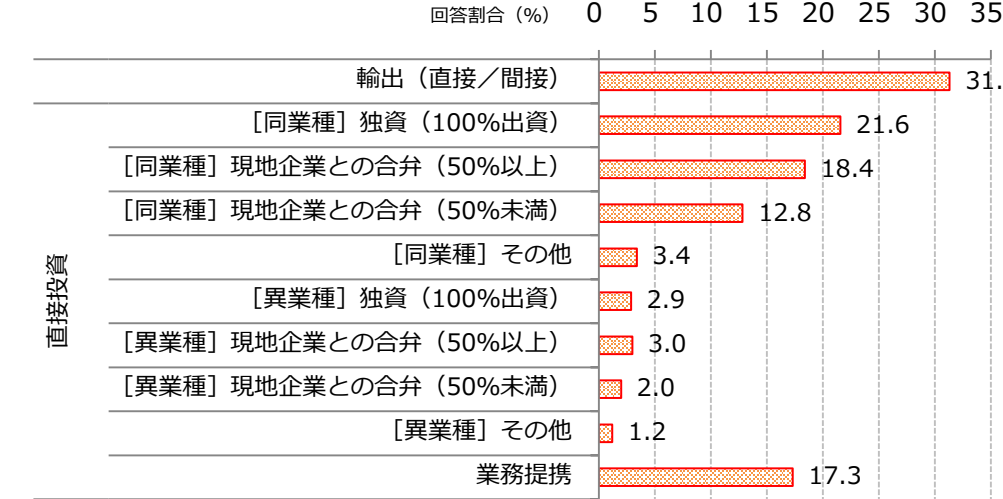 回答割合（%） 0 5 10 15 20 25 30 35
輸出（直接／間接） 31.
直接投資
［同業種］独資（100%出資） 21.6
［同業種］現地企業との合弁（50%以上） 18.4
［同業種］現地企業との合弁（50%未満） 12.8
［同業種］その他 3.4
［異業種］独資（100%出資） 2.9
［異業種］現地企業との合弁（50%以上） 3.0
［異業種］現地企業との合弁（50%未満） 2.0
［異業種］その他 1.2
業務提携 17.3